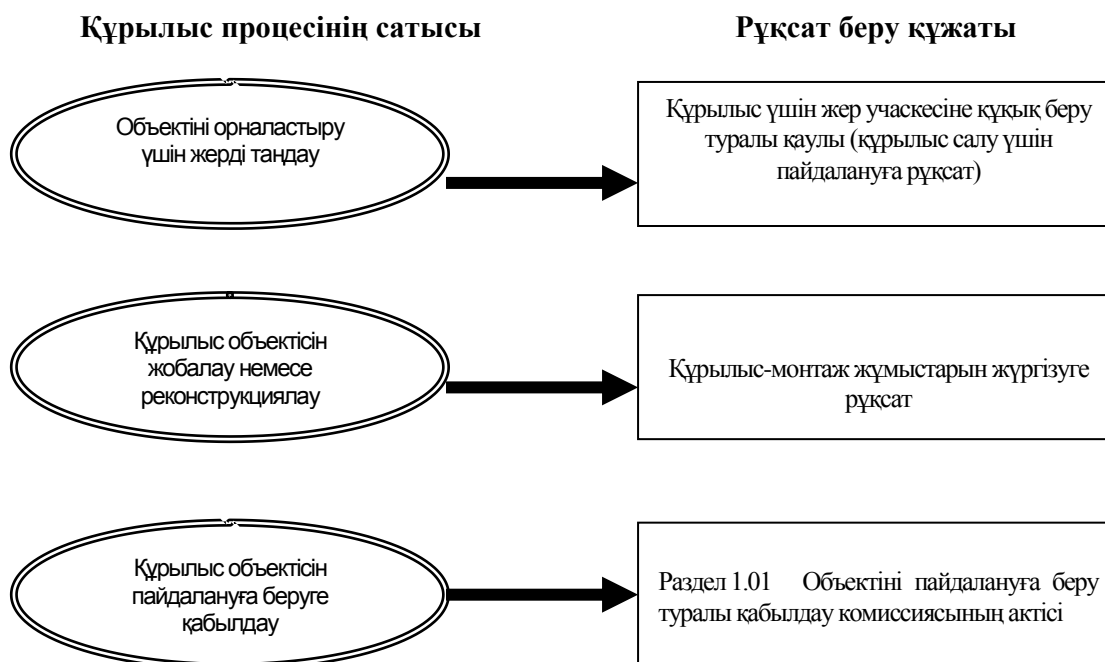 Құрылыс процесінің сатысы
Рұқсат беру құжаты
Объектіні орналастыру
үшін жерді тандау
Құрылыс үшін жер учаскесіне құқық беру
туралы қаулы (құрылыс салу үшін
пайдалануға рұқсат)
Құрылыс объектісін
жобалау немесе
реконструкциялау
Құрылыс-монтаж жұмыстарын жүргізуге
рұқсат
Құрылыс объектісін
пайдалануға беруге
қабылдау
Раздел 1.01 Объектіні пайдалануға беру
туралы қабылдау комиссиясының актісі